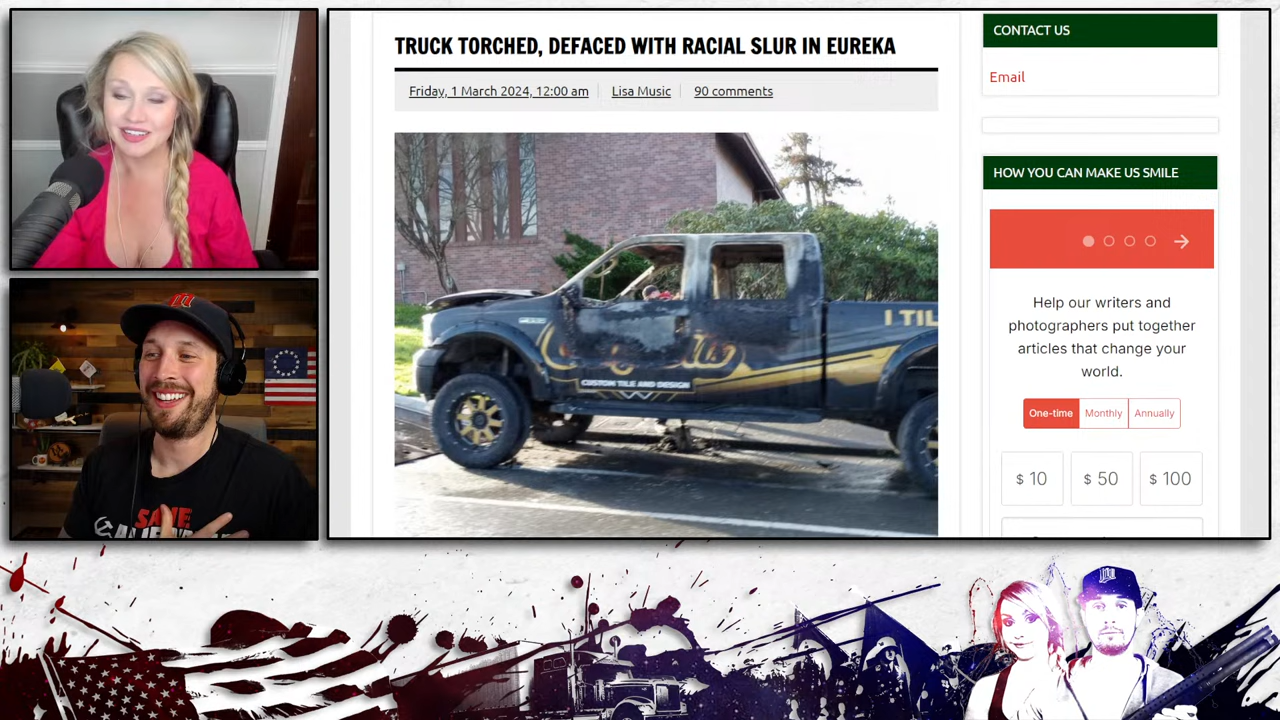 TRUCK TORCHED, DEFACED WITH RACIAL SLUR IN EUREKA
Friday, 1 March 2024, 12:00 am
Lisa Music
90 comments
I TIL
CUSTOM TILE AND DESIGN
CONTACT US
Email
HOW YOU CAN MAKE US SMILE
Help our writers and
photographers put together
articles that change your
world.
One-time
Monthly
Annually
$ 10
$ 50
$ 100
SAVE